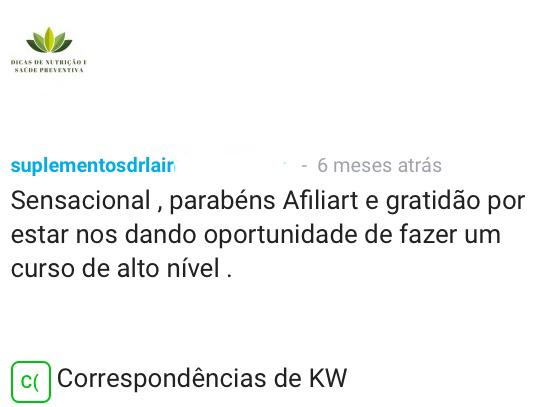 DICAS DE NUTRIÇÃO E
SAÚDE PREVENTIVA
suplementosdrlair - 6 meses atrás
Sensacional , parabéns Afiliart e gratidão por
estar nos dando oportunidade de fazer um
curso de alto nível .
C( Correspondências de KW